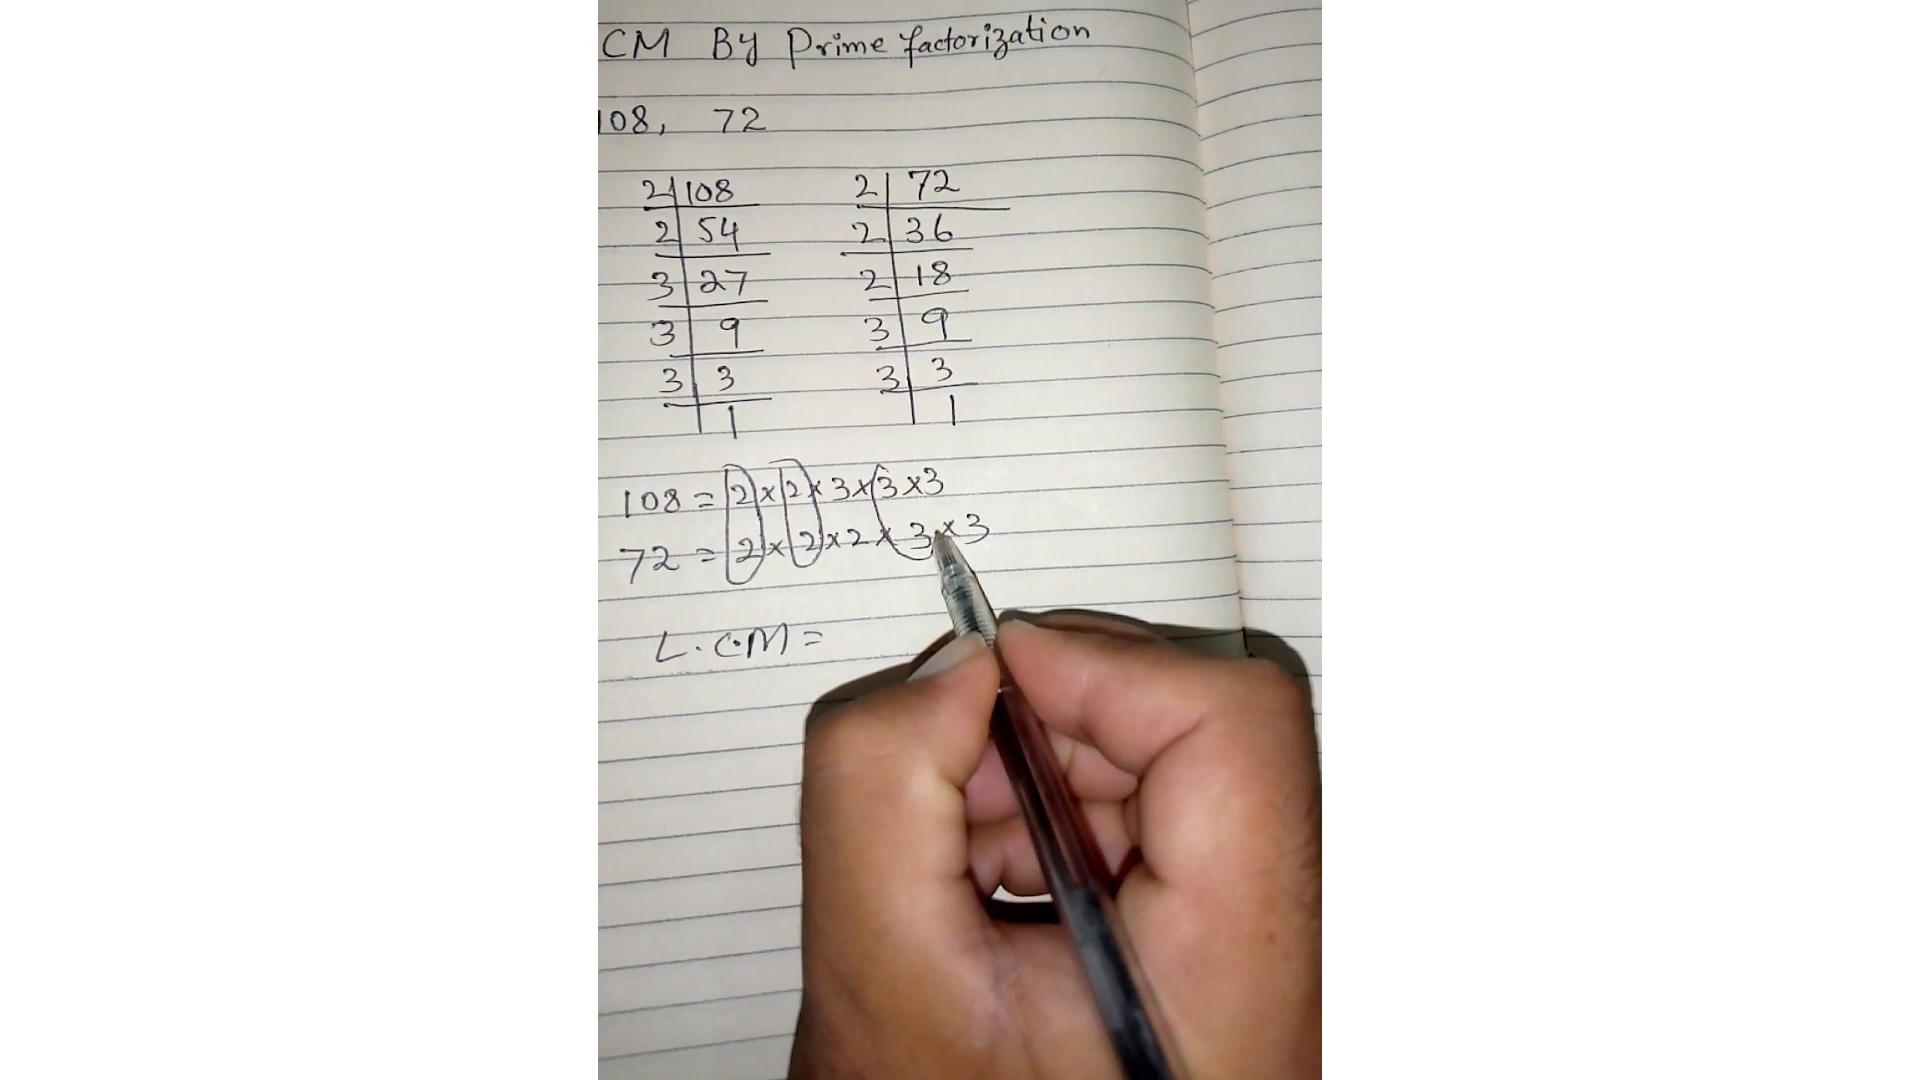 CM By Prime factorization
108, 72
2 108 2 72
2 54 2 36
3 27 2 18
3 9 3 9
3 3 3 3
1 1
108 = 2 × 2 × 3 × 3 × 3
72 = 2 × 2 × 2 × 3 × 3
L.C.M =